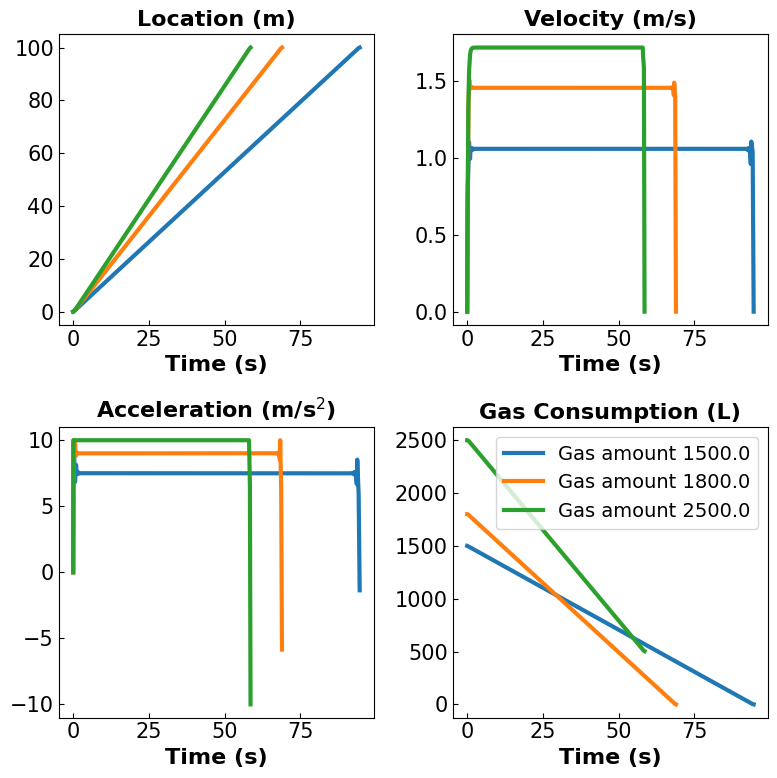 Location (m)
100
80
60
40
20
0
0 25 50 75
Time (s)
Velocity (m/s)
1.5
1.0
0.5
0.0
0 25 50 75
Time (s)
Acceleration (m/s²)
10
5
0
−5
−10
0 25 50 75
Time (s)
Gas Consumption (L)
2500
2000
1500
1000
500
0
Gas amount 1500.0
Gas amount 1800.0
Gas amount 2500.0
0 25 50 75
Time (s)